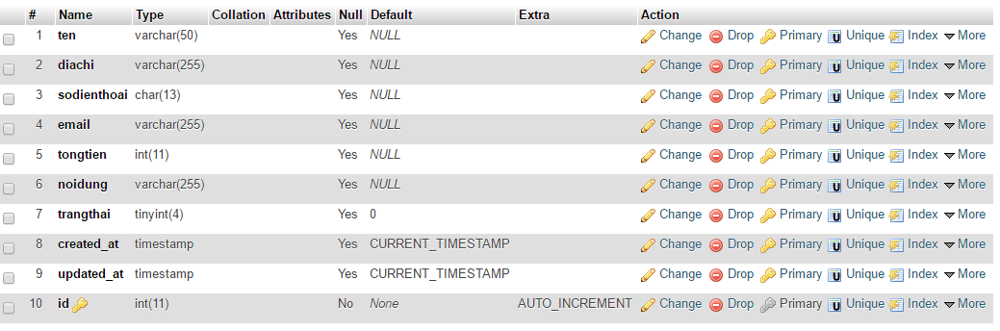 # Name Type Collation Attributes Null Default Extra Action
1 ten varchar(50) Yes NULL Change Drop Primary Unique Index More
2 diachi varchar(255) Yes NULL Change Drop Primary Unique Index More
3 sodienthoai char(13) Yes NULL Change Drop Primary Unique Index More
4 email varchar(255) Yes NULL Change Drop Primary Unique Index More
5 tongtien int(11) Yes NULL Change Drop Primary Unique Index More
6 noidung varchar(255) Yes NULL Change Drop Primary Unique Index More
7 trangthai tinyint(4) Yes 0 Change Drop Primary Unique Index More
8 created_at timestamp Yes CURRENT_TIMESTAMP Change Drop Primary Unique Index More
9 updated_at timestamp Yes CURRENT_TIMESTAMP Change Drop Primary Unique Index More
10 id int(11) No None AUTO_INCREMENT Change Drop Primary Unique Index More